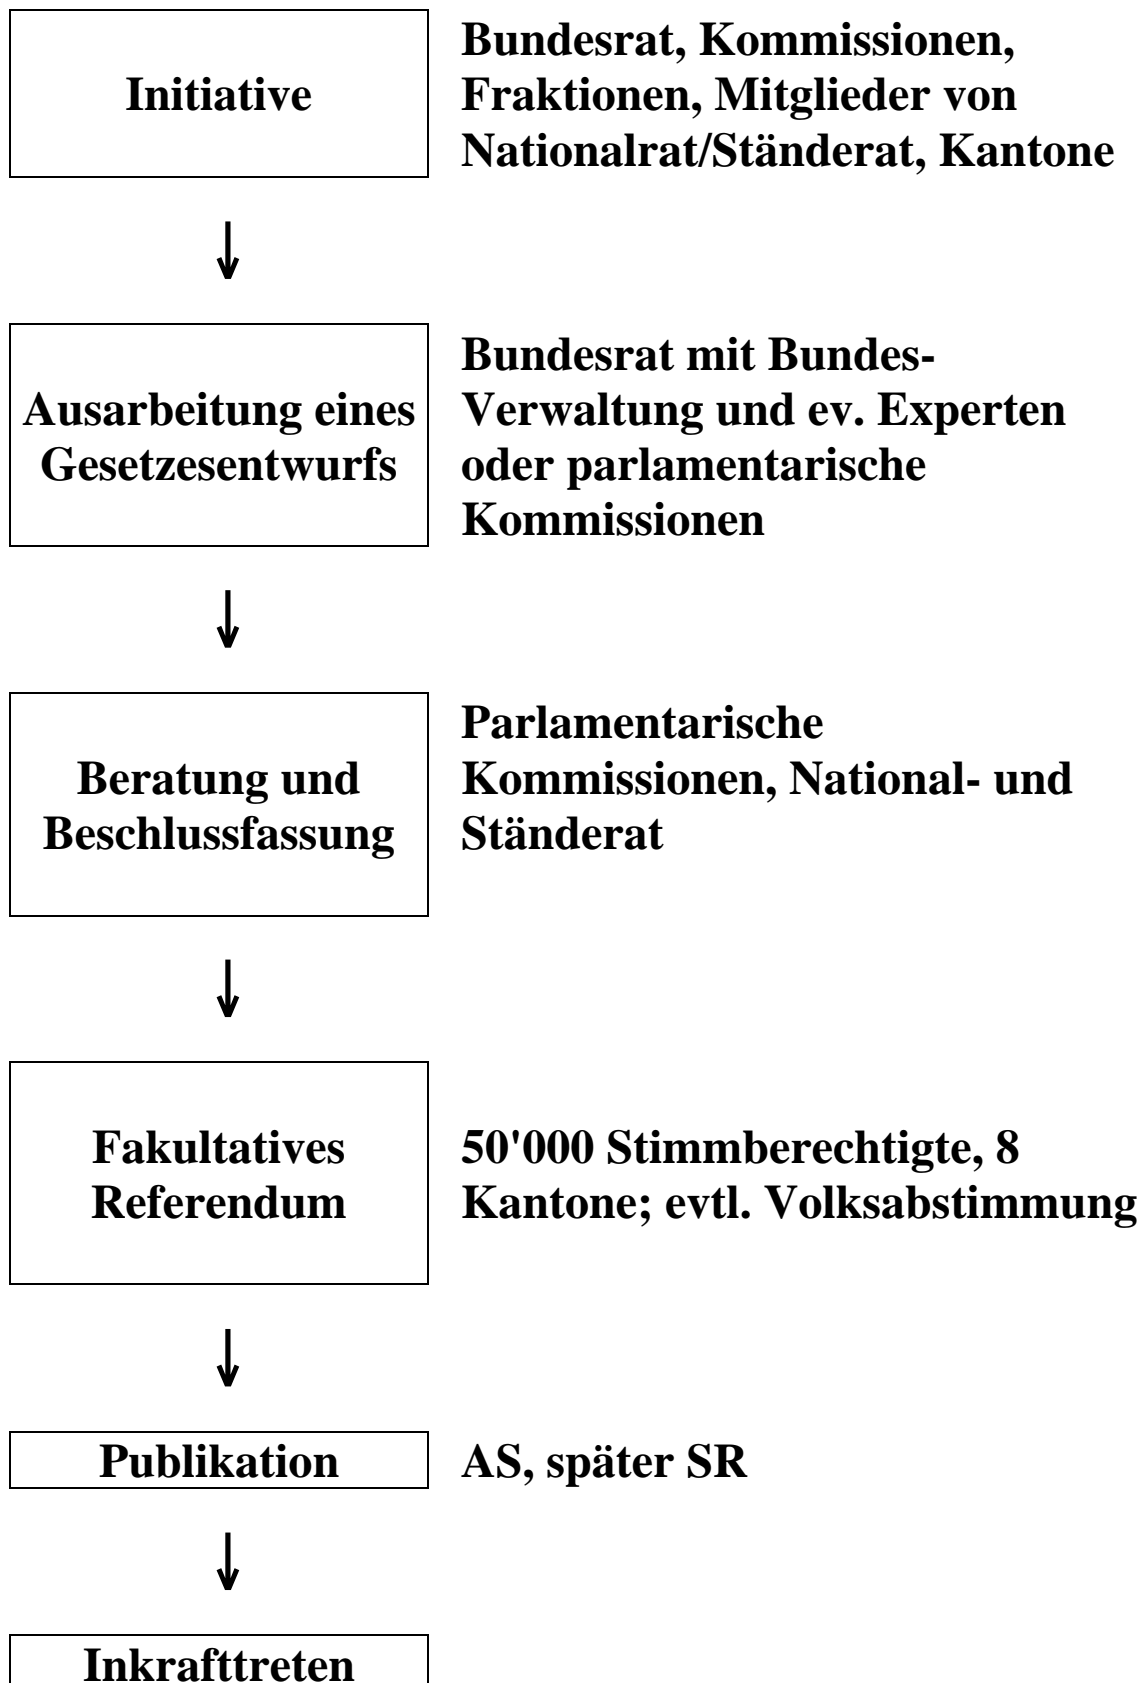 Initiative
Bundesrat, Kommissionen,
Fraktionen, Mitglieder von
Nationalrat/Ständerat, Kantone
Ausarbeitung eines
Gesetzesentwurfs
Bundesrat mit Bundes-
Verwaltung und ev. Experten
oder parlamentarische
Kommissionen
Beratung und
Beschlussfassung
Parlamentarische
Kommissionen, National- und
Ständerat
Fakultatives
Referendum
50'000 Stimmberechtigte, 8
Kantone; evtl. Volksabstimmung
Publikation
AS, später SR
Inkrafttreten